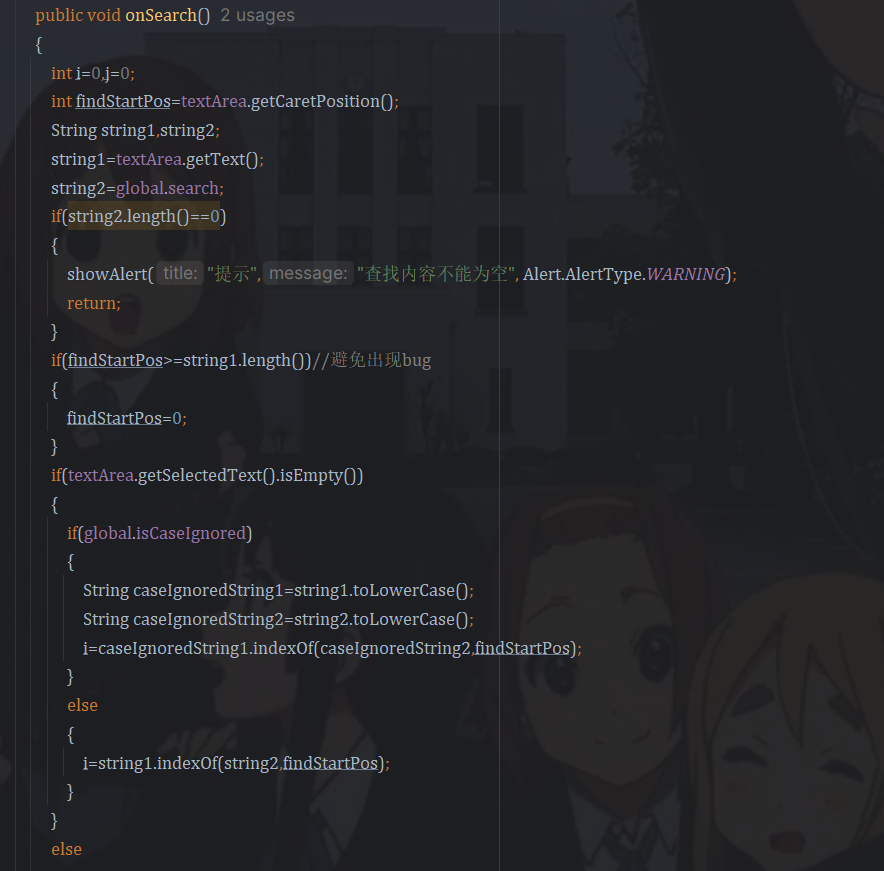 public void onSearch() 2 usages
{
int i=0,j=0;
int findStartPos=textArea.getCaretPosition();
String string1,string2;
string1=textArea.getText();
string2=global.search;
if(string2.length()==0)
{
showAlert( title: "提示", message: "查找内容不能为空", Alert.AlertType.WARNING);
return;
}
if(findStartPos>=string1.length())//避免出现bug
{
findStartPos=0;
}
if(textArea.getSelectedText().isEmpty())
{
if(global.isCaseIgnored)
{
String caseIgnoredString1=string1.toLowerCase();
String caseIgnoredString2=string2.toLowerCase();
i=caseIgnoredString1.indexOf(caseIgnoredString2,findStartPos);
}
else
{
i=string1.indexOf(string2,findStartPos);
}
}
else